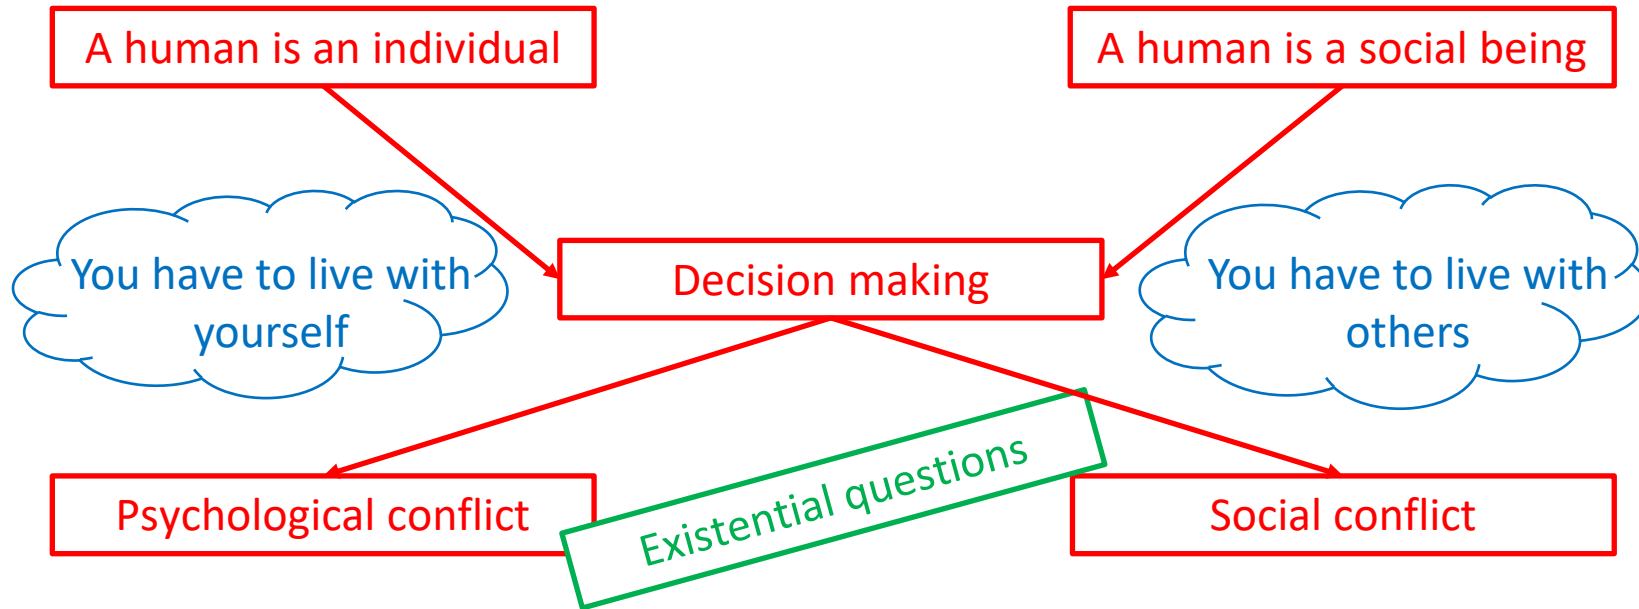 A human is an individual
A human is a social being
You have to live with
yourself
Decision making
You have to live with
others
Psychological conflict
Existential questions
Social conflict